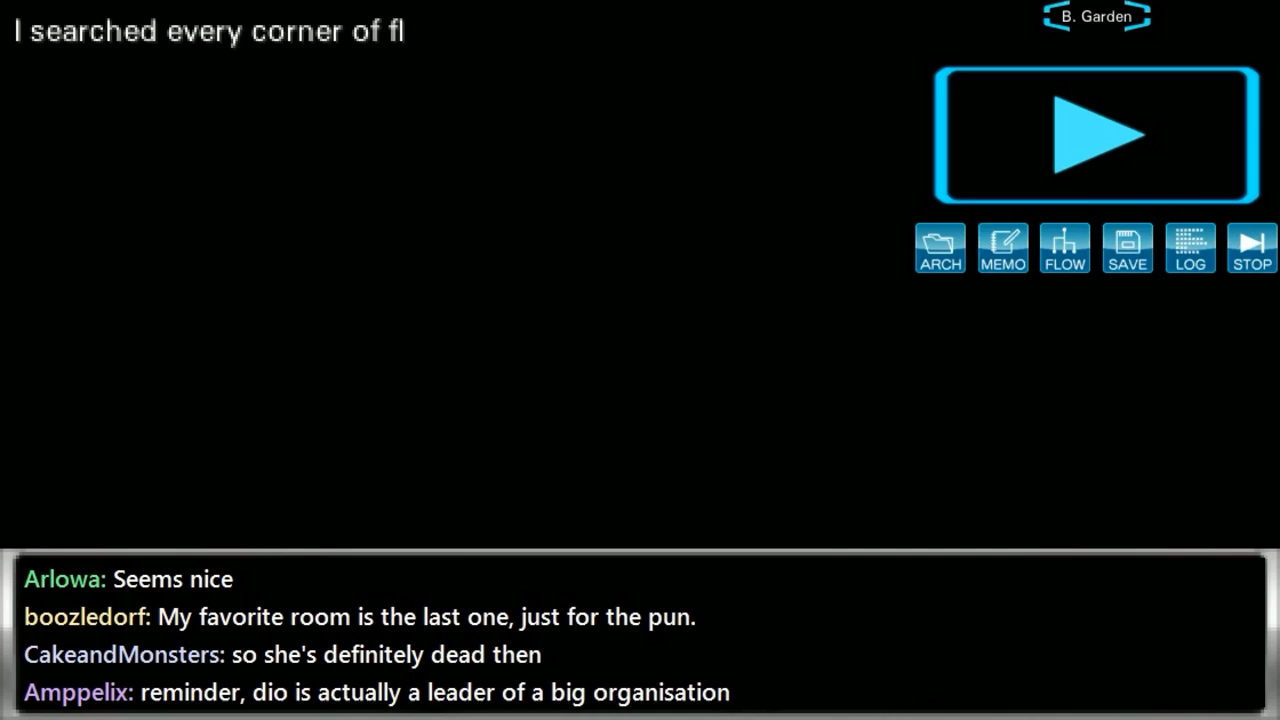 I searched every corner of fl
B. Garden
ARCH MEMO FLOW SAVE LOG STOP
Arlowa: Seems nice
boozledorf: My favorite room is the last one, just for the pun.
CakeandMonsters: so she's definitely dead then
Amppelix: reminder, dio is actually a leader of a big organisation